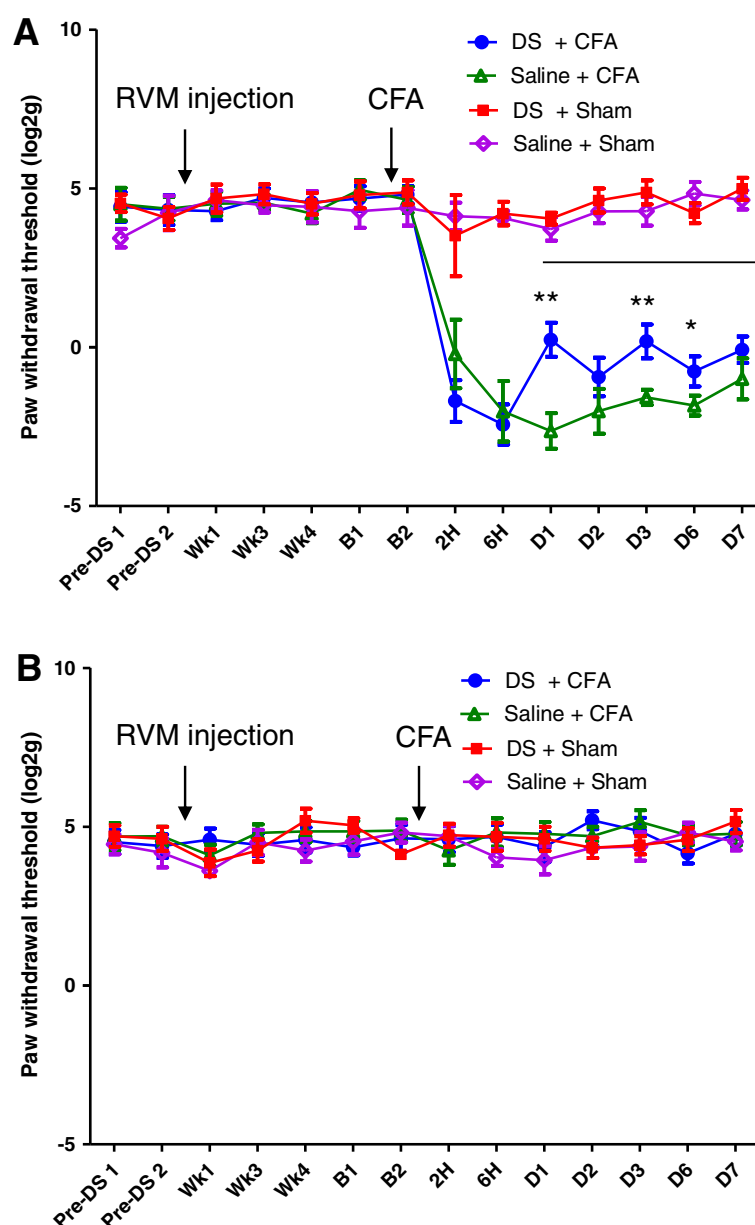 A
10
DS + CFA
Saline + CFA
DS + Sham
Saline + Sham
RVM injection
CFA
Paw withdrawal threshold (log2g)
5
0
-5
**
**
*
Pre-DS 1
Pre-DS 2
Wk1
Wk3
Wk4
B1
B2
2H
6H
D1
D2
D3
D6
D7
B
10
DS + CFA
Saline + CFA
DS + Sham
Saline + Sham
RVM injection
CFA
Paw withdrawal threshold (log2g)
5
0
-5
Pre-DS 1
Pre-DS 2
Wk1
Wk3
Wk4
B1
B2
2H
6H
D1
D2
D3
D6
D7